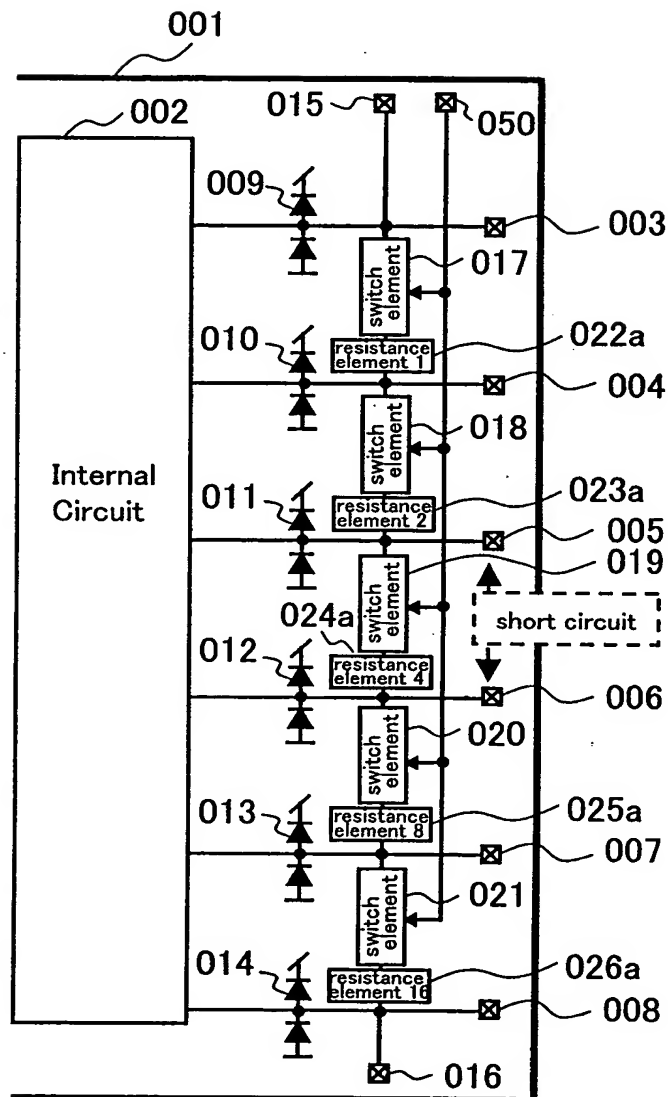 001
002
015
050
009
003
switch element
017
resistance element 1
022a
010
004
switch element
018
Internal Circuit
resistance element 2
023a
011
005
switch element
019
short circuit
024a
resistance element 4
012
006
switch element
020
resistance element 8
025a
013
007
switch element
021
resistance element 16
026a
014
008
016